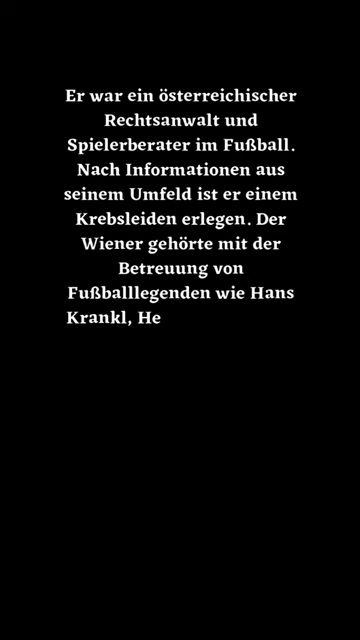 Er war ein österreichischer
Rechtsanwalt und
Spielerberater im Fußball.
Nach Informationen aus
seinem Umfeld ist er einem
Krebsleiden erlegen. Der
Wiener gehörte mit der
Betreuung von
Fußballlegenden wie Hans
Krankl, He